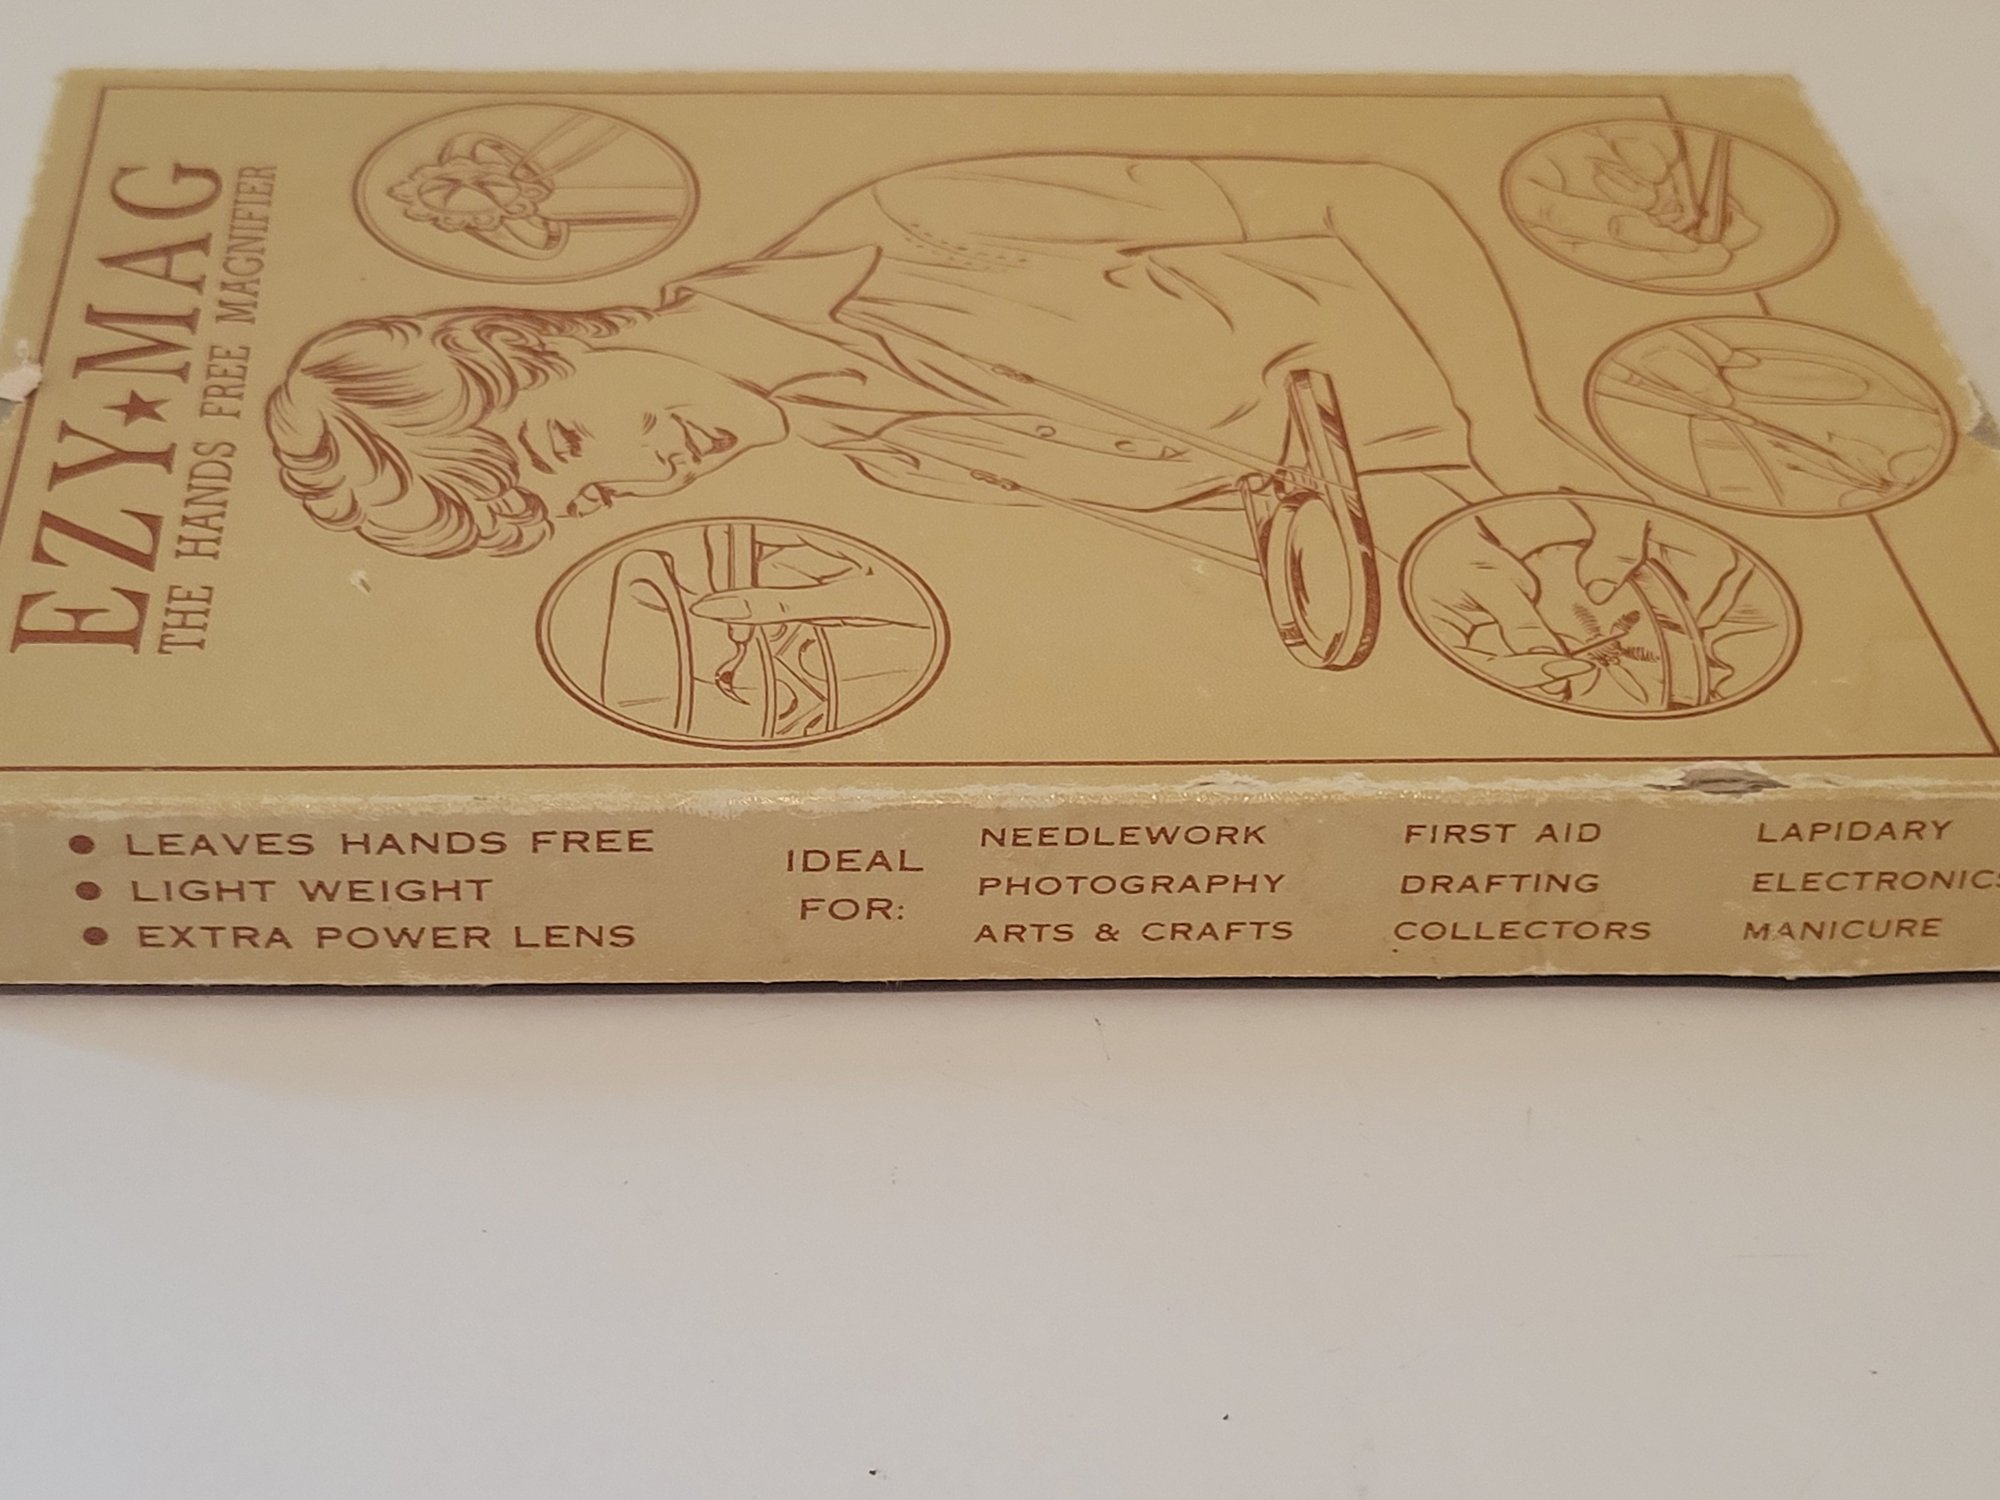 EZY★MAG
THE HANDS FREE MAGNIFIER
● LEAVES HANDS FREE
● LIGHT WEIGHT
● EXTRA POWER LENS
IDEAL
FOR:
NEEDLEWORK
PHOTOGRAPHY
ARTS & CRAFTS
FIRST AID
DRAFTING
COLLECTORS
LAPIDARY
ELECTRONICS
MANICURE